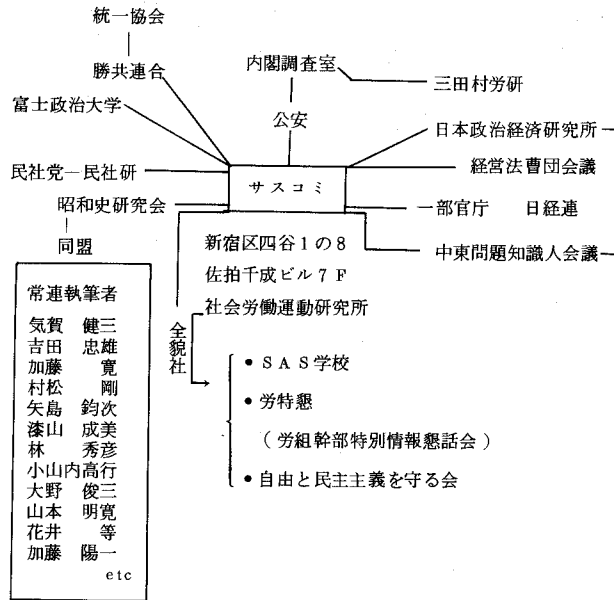 統一協会
勝共連合
富士政治大学
民社党―民社研
昭和史研究会
同盟
内閣調査室
公安
三田村労研
日本政治経済研究所
経営法曹団会議
一部官庁　日経連
中東問題知識人会議
サスコミ
新宿区四谷1の8
佐拍千成ビル7F
社会労働運動研究所
全貌社
● SAS学校
● 労特懇
（労組幹部特別情報懇話会）
● 自由と民主主義を守る会
常連執筆者
気賀　健三
吉田　忠雄
加藤　　寛
村松　　剛
矢島　鈞次
漆山　成美
林　　秀彦
小山内高行
大野　俊三
山本　明寛
花井　　等
加藤　陽一
etc